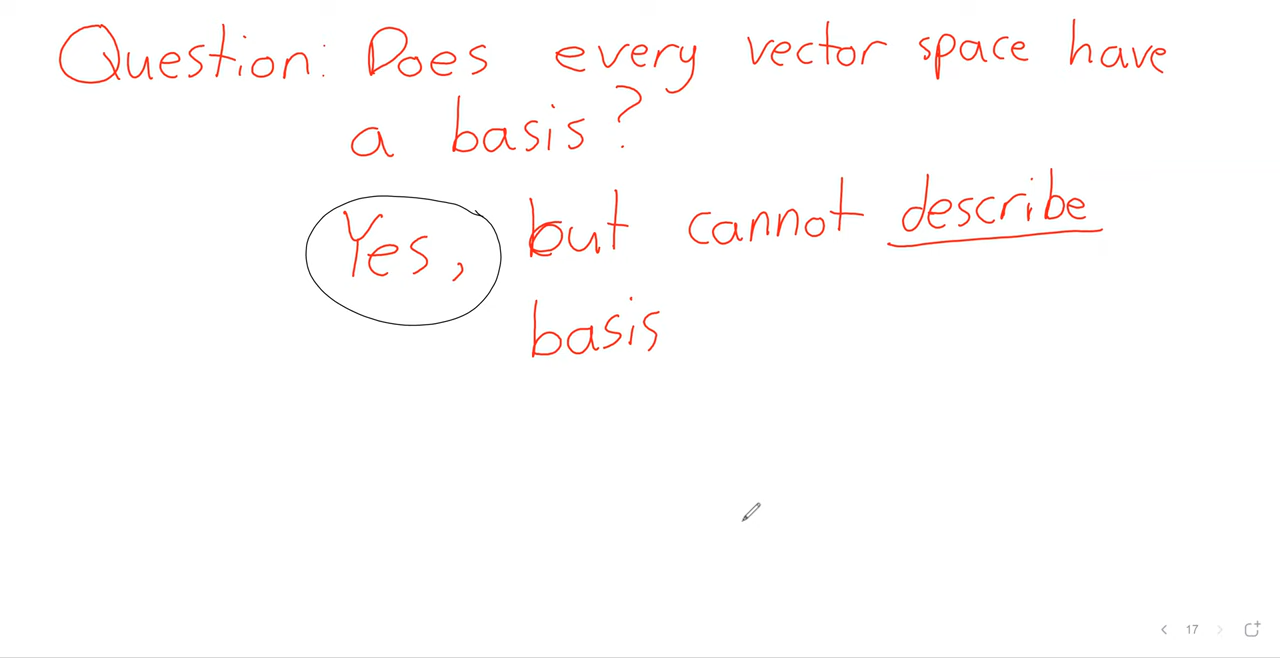 Question: Does every vector space have
a basis?
Yes, but cannot describe
basis
17